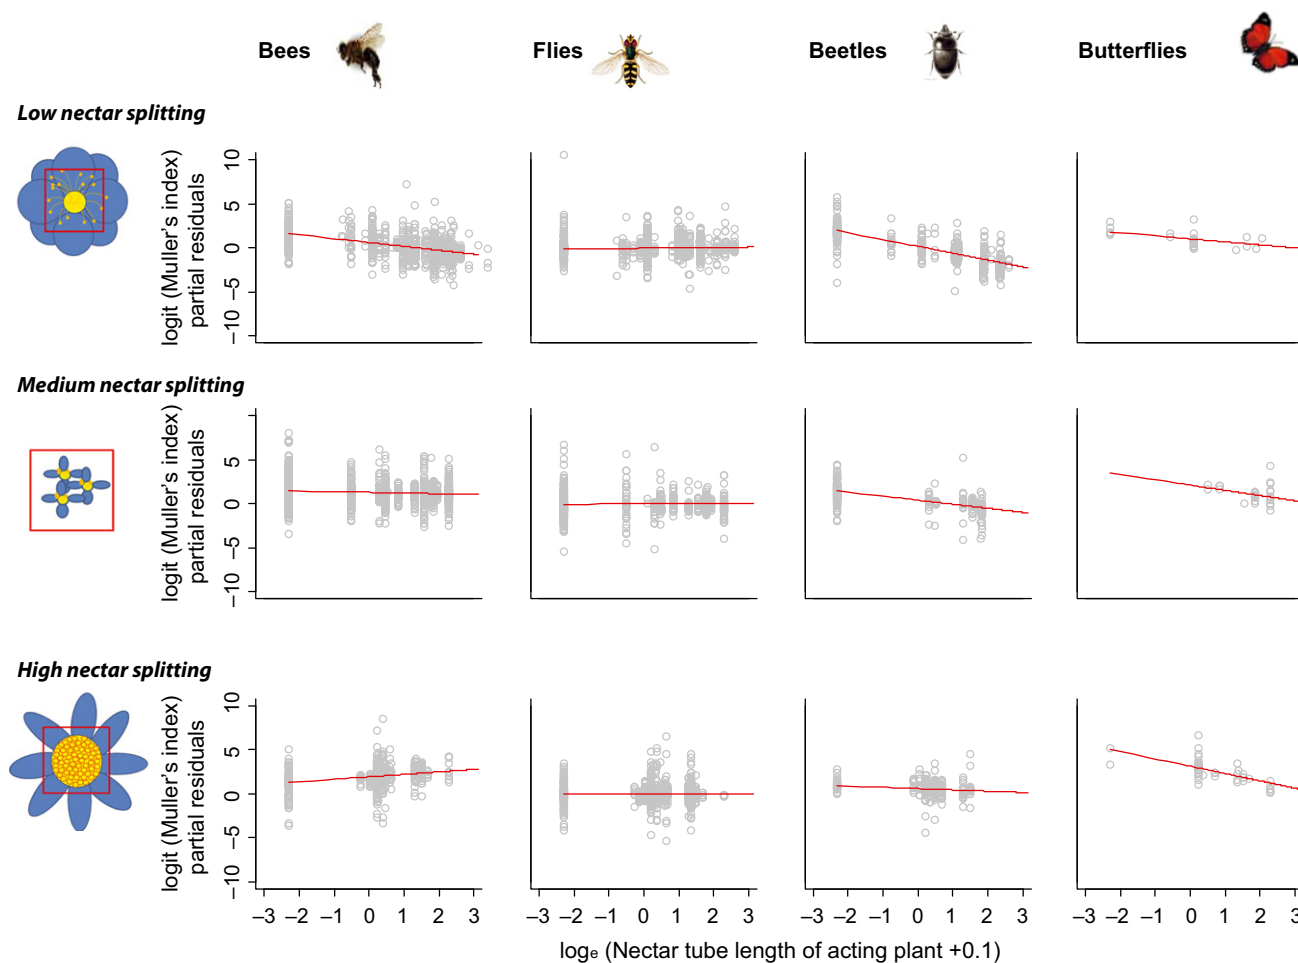 Bees Flies Beetles Butterflies
Low nectar splitting
logit (Muller's index)
partial residuals
10
5
0
–5
–10
Medium nectar splitting
logit (Muller's index)
partial residuals
5
0
–5
–10
High nectar splitting
logit (Muller's index)
partial residuals
10
5
0
–5
–10
–3 –2 –1 0 1 2 3 –3 –2 –1 0 1 2 3 –3 –2 –1 0 1 2 3 –3 –2 –1 0 1 2 3
loge (Nectar tube length of acting plant +0.1)